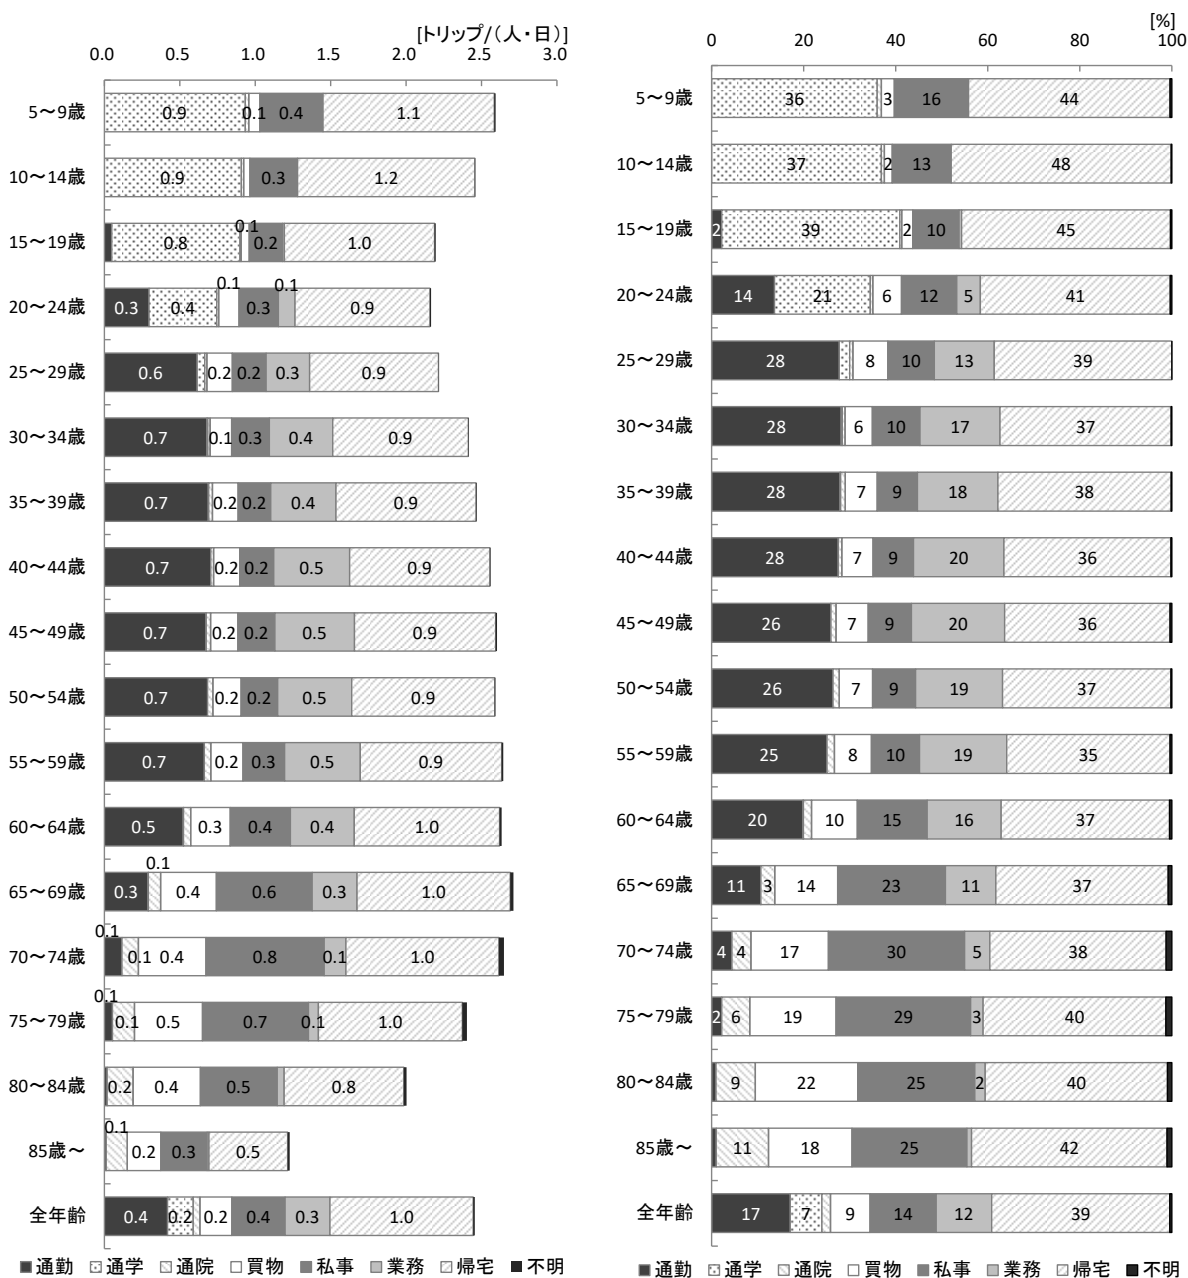 [トリップ/(人・日)]
0.0 0.5 1.0 1.5 2.0 2.5 3.0
5～9歳 0.9 0.1 0.4 1.1
10～14歳 0.9 0.3 1.2
15～19歳 0.8 0.1 0.2 1.0
20～24歳 0.3 0.4 0.1 0.3 0.1 0.9
25～29歳 0.6 0.2 0.2 0.3 0.9
30～34歳 0.7 0.1 0.3 0.4 0.9
35～39歳 0.7 0.2 0.2 0.4 0.9
40～44歳 0.7 0.2 0.2 0.5 0.9
45～49歳 0.7 0.2 0.2 0.5 0.9
50～54歳 0.7 0.2 0.2 0.5 0.9
55～59歳 0.7 0.2 0.3 0.5 0.9
60～64歳 0.5 0.3 0.4 0.4 1.0
65～69歳 0.3 0.1 0.4 0.6 0.3 1.0
70～74歳 0.1 0.1 0.4 0.8 0.1 1.0
75～79歳 0.1 0.1 0.5 0.7 0.1 1.0
80～84歳 0.2 0.4 0.5 0.8
85歳～ 0.1 0.2 0.3 0.5
全年齢 0.4 0.2 0.2 0.4 0.3 1.0
通勤 通学 通院 買物 私事 業務 帰宅 不明
[%]
0 20 40 60 80 100
5～9歳 36 3 16 44
10～14歳 37 2 13 48
15～19歳 2 39 2 10 45
20～24歳 14 21 6 12 5 41
25～29歳 28 8 10 13 39
30～34歳 28 6 10 17 37
35～39歳 28 7 9 18 38
40～44歳 28 7 9 20 36
45～49歳 26 7 9 20 36
50～54歳 26 7 9 19 37
55～59歳 25 8 10 19 35
60～64歳 20 10 15 16 37
65～69歳 11 3 14 23 11 37
70～74歳 4 4 17 30 5 38
75～79歳 2 6 19 29 3 40
80～84歳 9 22 25 2 40
85歳～ 11 18 25 42
全年齢 17 7 9 14 12 39
通勤 通学 通院 買物 私事 業務 帰宅 不明